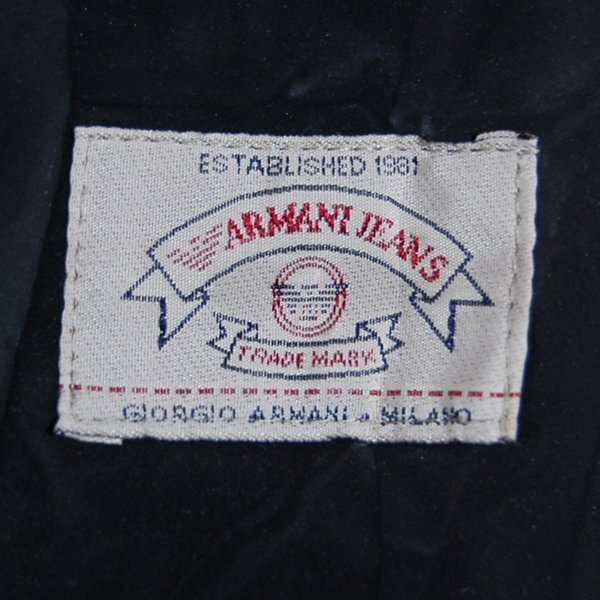 ESTABLISHED 1981
ARMANI JEANS
TRADE MARK
GIORGIO ARMANI - MILANO